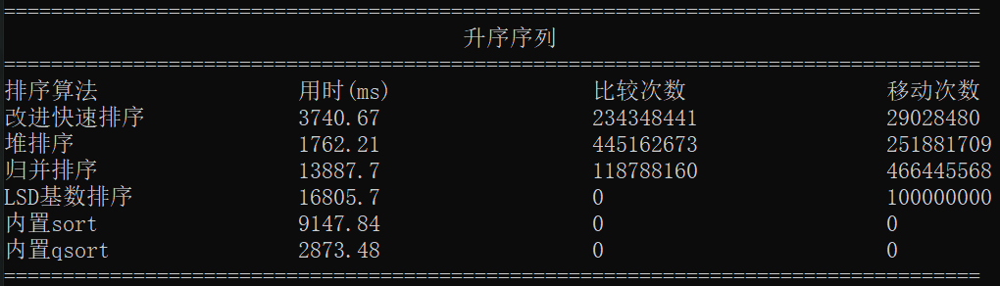 升序序列
排序算法 用时(ms) 比较次数 移动次数
改进快速排序 3740.67 234348441 29028480
堆排序 1762.21 445162673 251881709
归并排序 13887.7 118788160 466445568
LSD基数排序 16805.7 0 100000000
内置sort 9147.84 0 0
内置qsort 2873.48 0 0